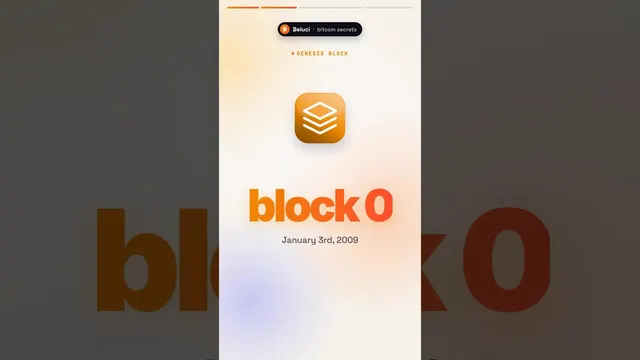 Beluci · bitcoin secrets
GENESIS BLOCK
block 0
January 3rd, 2009